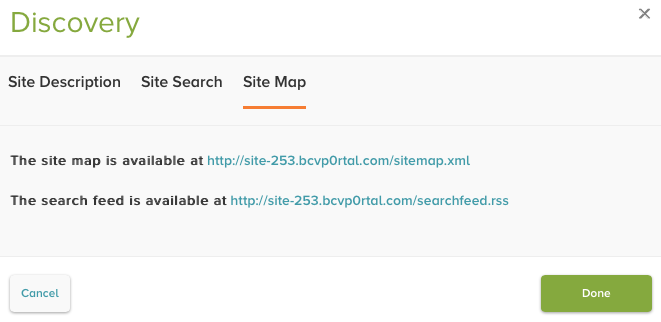 Discovery
Site Description Site Search Site Map
The site map is available at http://site-253.bcvp0rtal.com/sitemap.xml
The search feed is available at http://site-253.bcvp0rtal.com/searchfeed.rss
Cancel Done